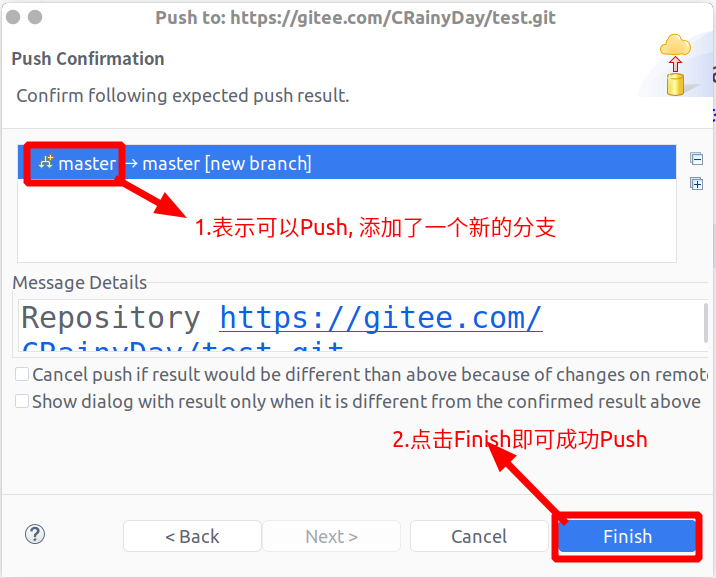 Push to: https://gitee.com/CRainyDay/test.git
Push Confirmation
Confirm following expected push result.
master → master [new branch]
1.表示可以Push, 添加了一个新的分支
Message Details
Repository https://gitee.com/
CRainyDay/test.git
Cancel push if result would be different than above because of changes on remote
Show dialog with result only when it is different from the confirmed result above
2.点击Finish即可成功Push
? < Back Next > Cancel Finish